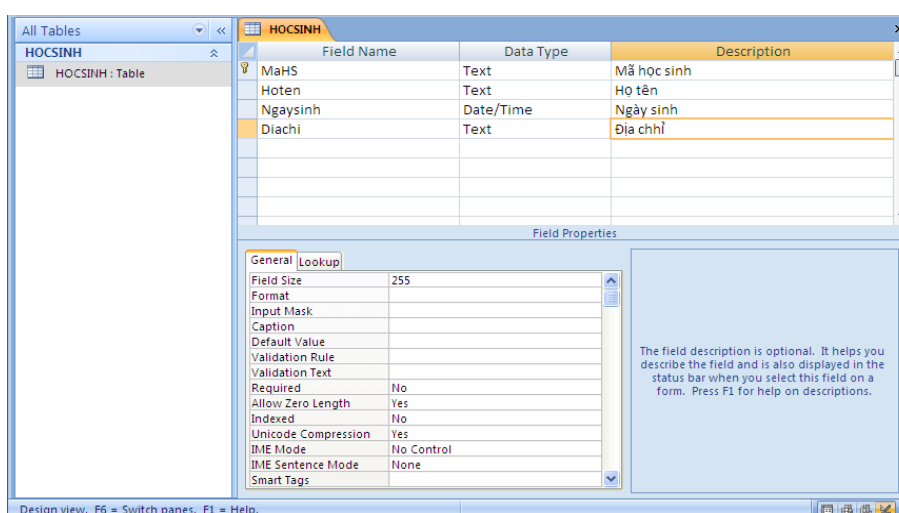 All Tables «
HOCSINH
HOCSINH : Table
HOCSINH
Field Name Data Type Description
MaHS Text Mã học sinh
Hoten Text Họ tên
Ngaysinh Date/Time Ngày sinh
Diachi Text Địa chhỉ
Field Properties
General Lookup
Field Size 255
Format
Input Mask
Caption
Default Value
Validation Rule
Validation Text
Required No
Allow Zero Length Yes
Indexed No
Unicode Compression Yes
IME Mode No Control
IME Sentence Mode None
Smart Tags
The field description is optional. It helps you
describe the field and is also displayed in the
status bar when you select this field on a
form. Press F1 for help on descriptions.
Design view. F6 = Switch panes. F1 = Help.